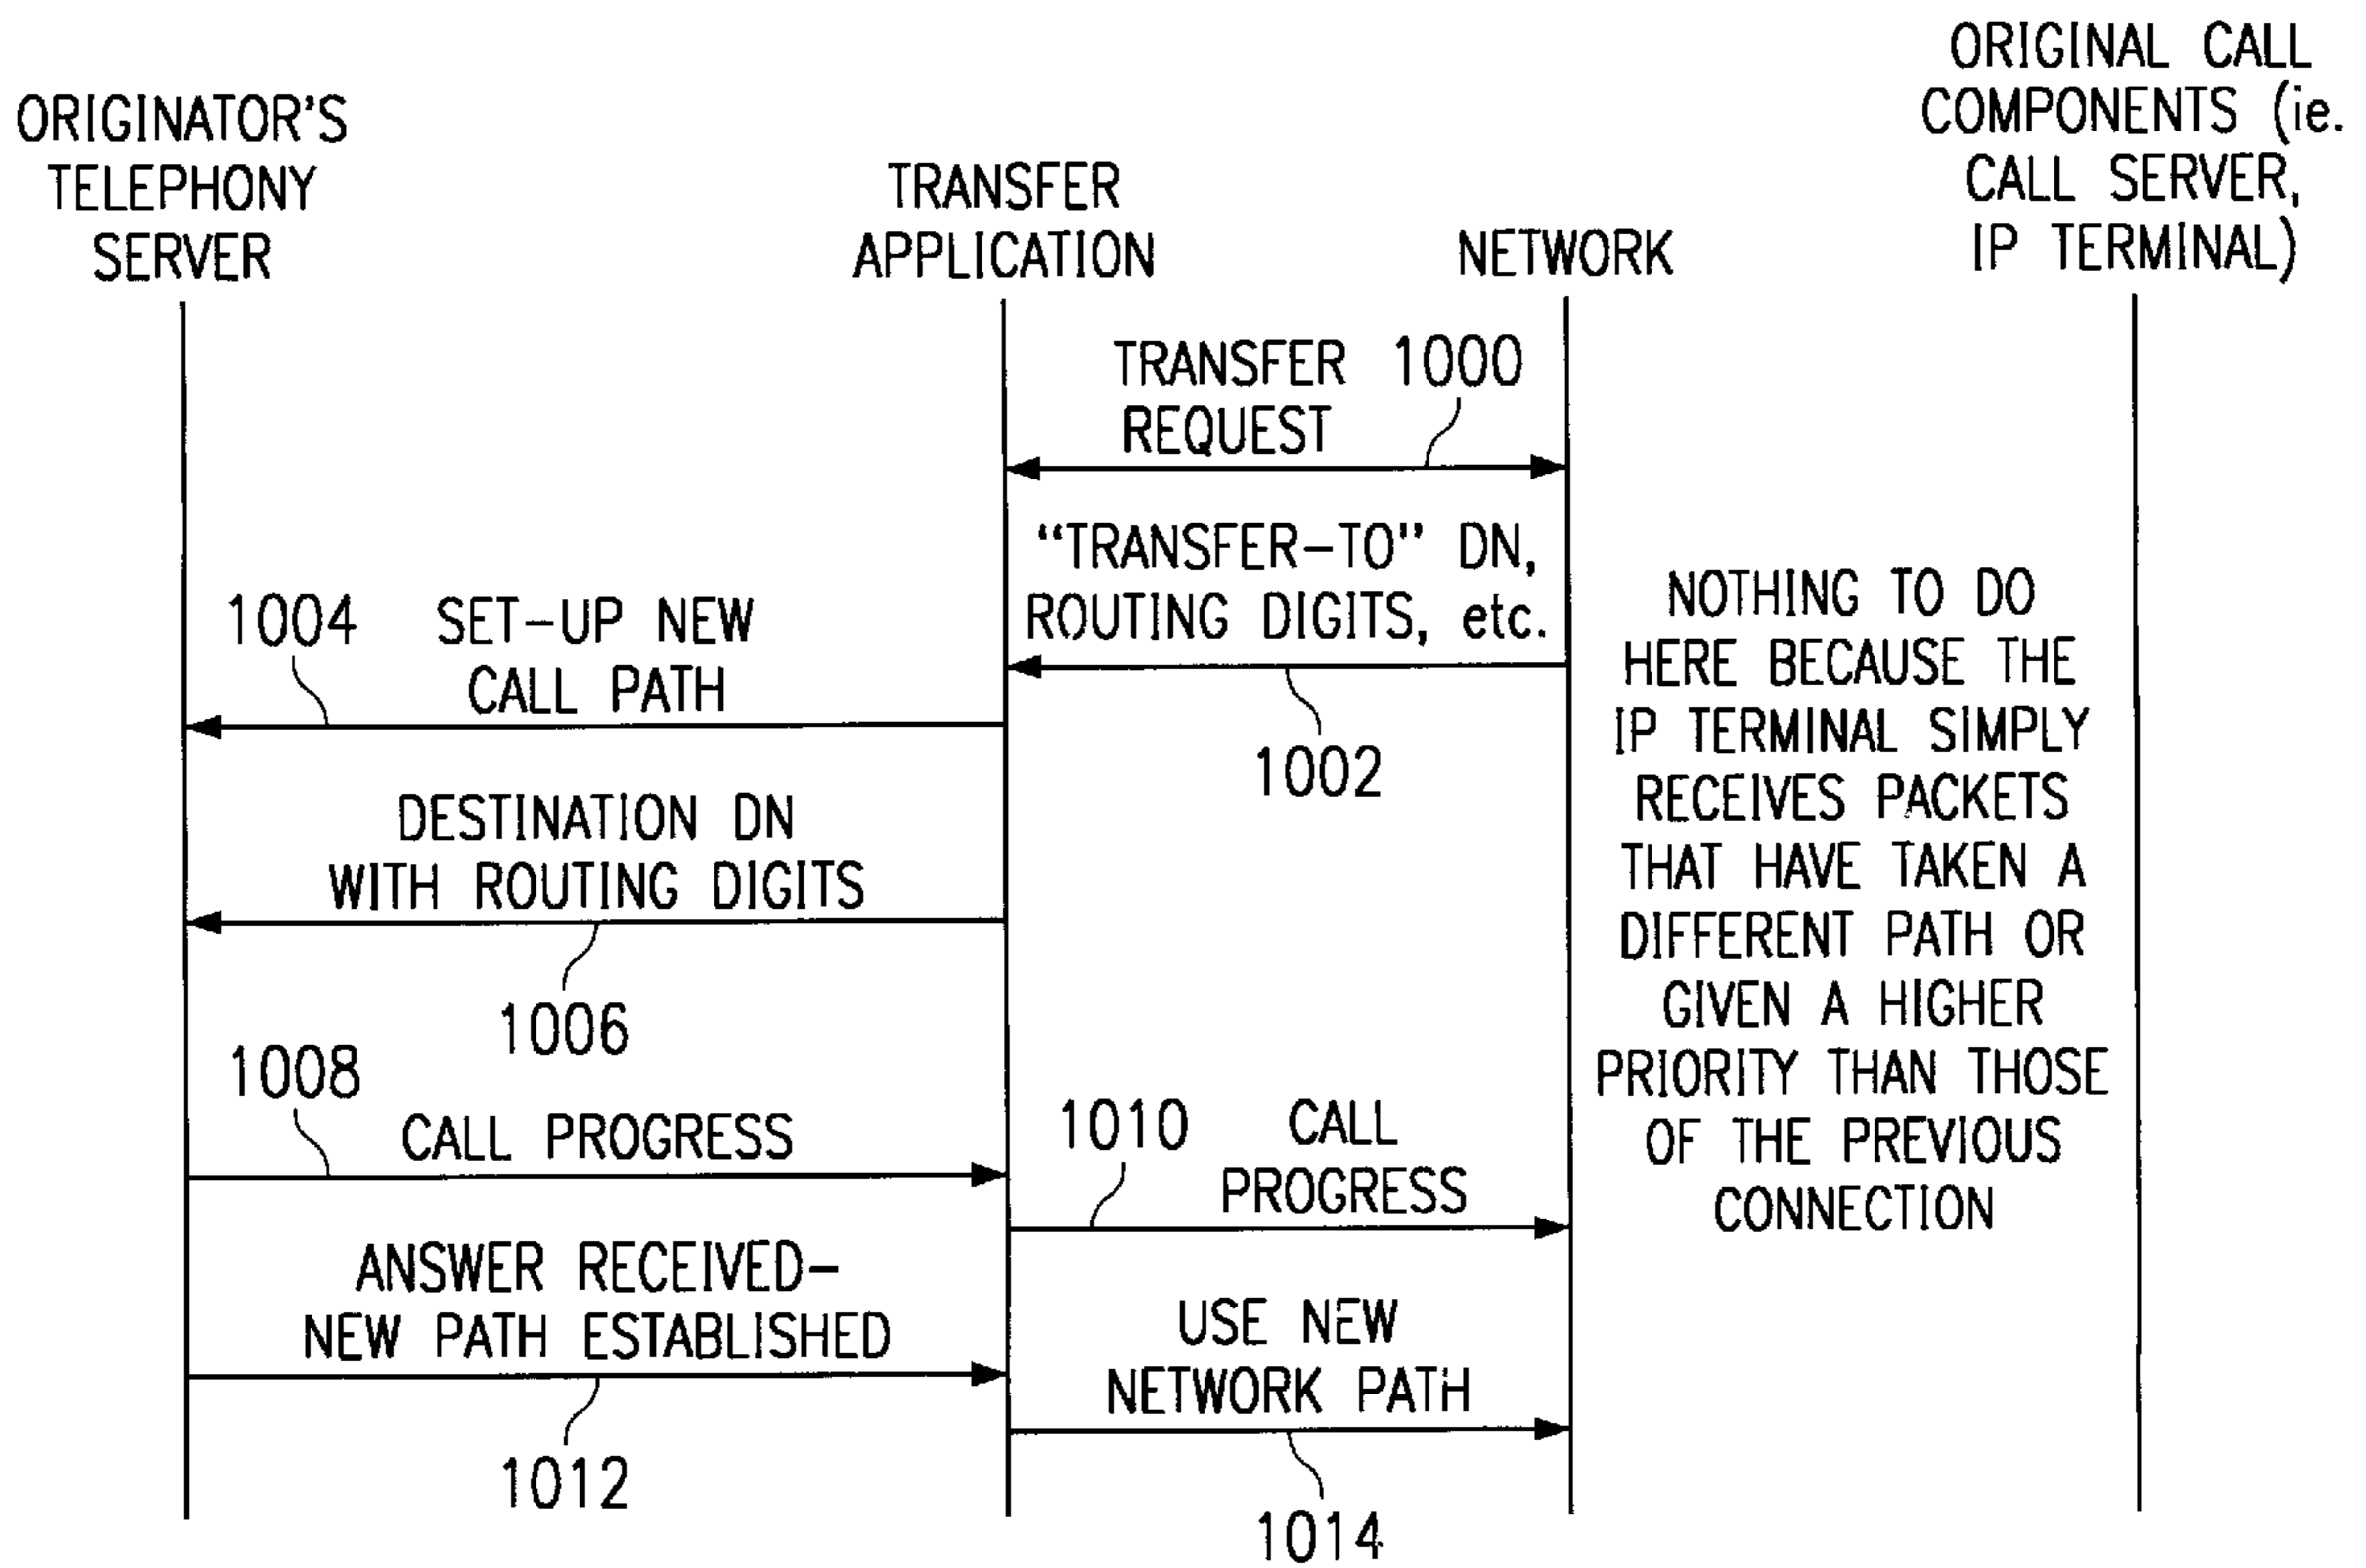 ORIGINATOR'S
TELEPHONY
SERVER
TRANSFER
APPLICATION
NETWORK
ORIGINAL CALL
COMPONENTS (ie.
CALL SERVER,
IP TERMINAL)
TRANSFER 1000
REQUEST
"TRANSFER-TO" DN,
ROUTING DIGITS, etc.
1002
1004
SET-UP NEW
CALL PATH
DESTINATION DN
WITH ROUTING DIGITS
1006
1008
CALL PROGRESS
1010
CALL
PROGRESS
ANSWER RECEIVED-
NEW PATH ESTABLISHED
1012
USE NEW
NETWORK PATH
1014
NOTHING TO DO
HERE BECAUSE THE
IP TERMINAL SIMPLY
RECEIVES PACKETS
THAT HAVE TAKEN A
DIFFERENT PATH OR
GIVEN A HIGHER
PRIORITY THAN THOSE
OF THE PREVIOUS
CONNECTION